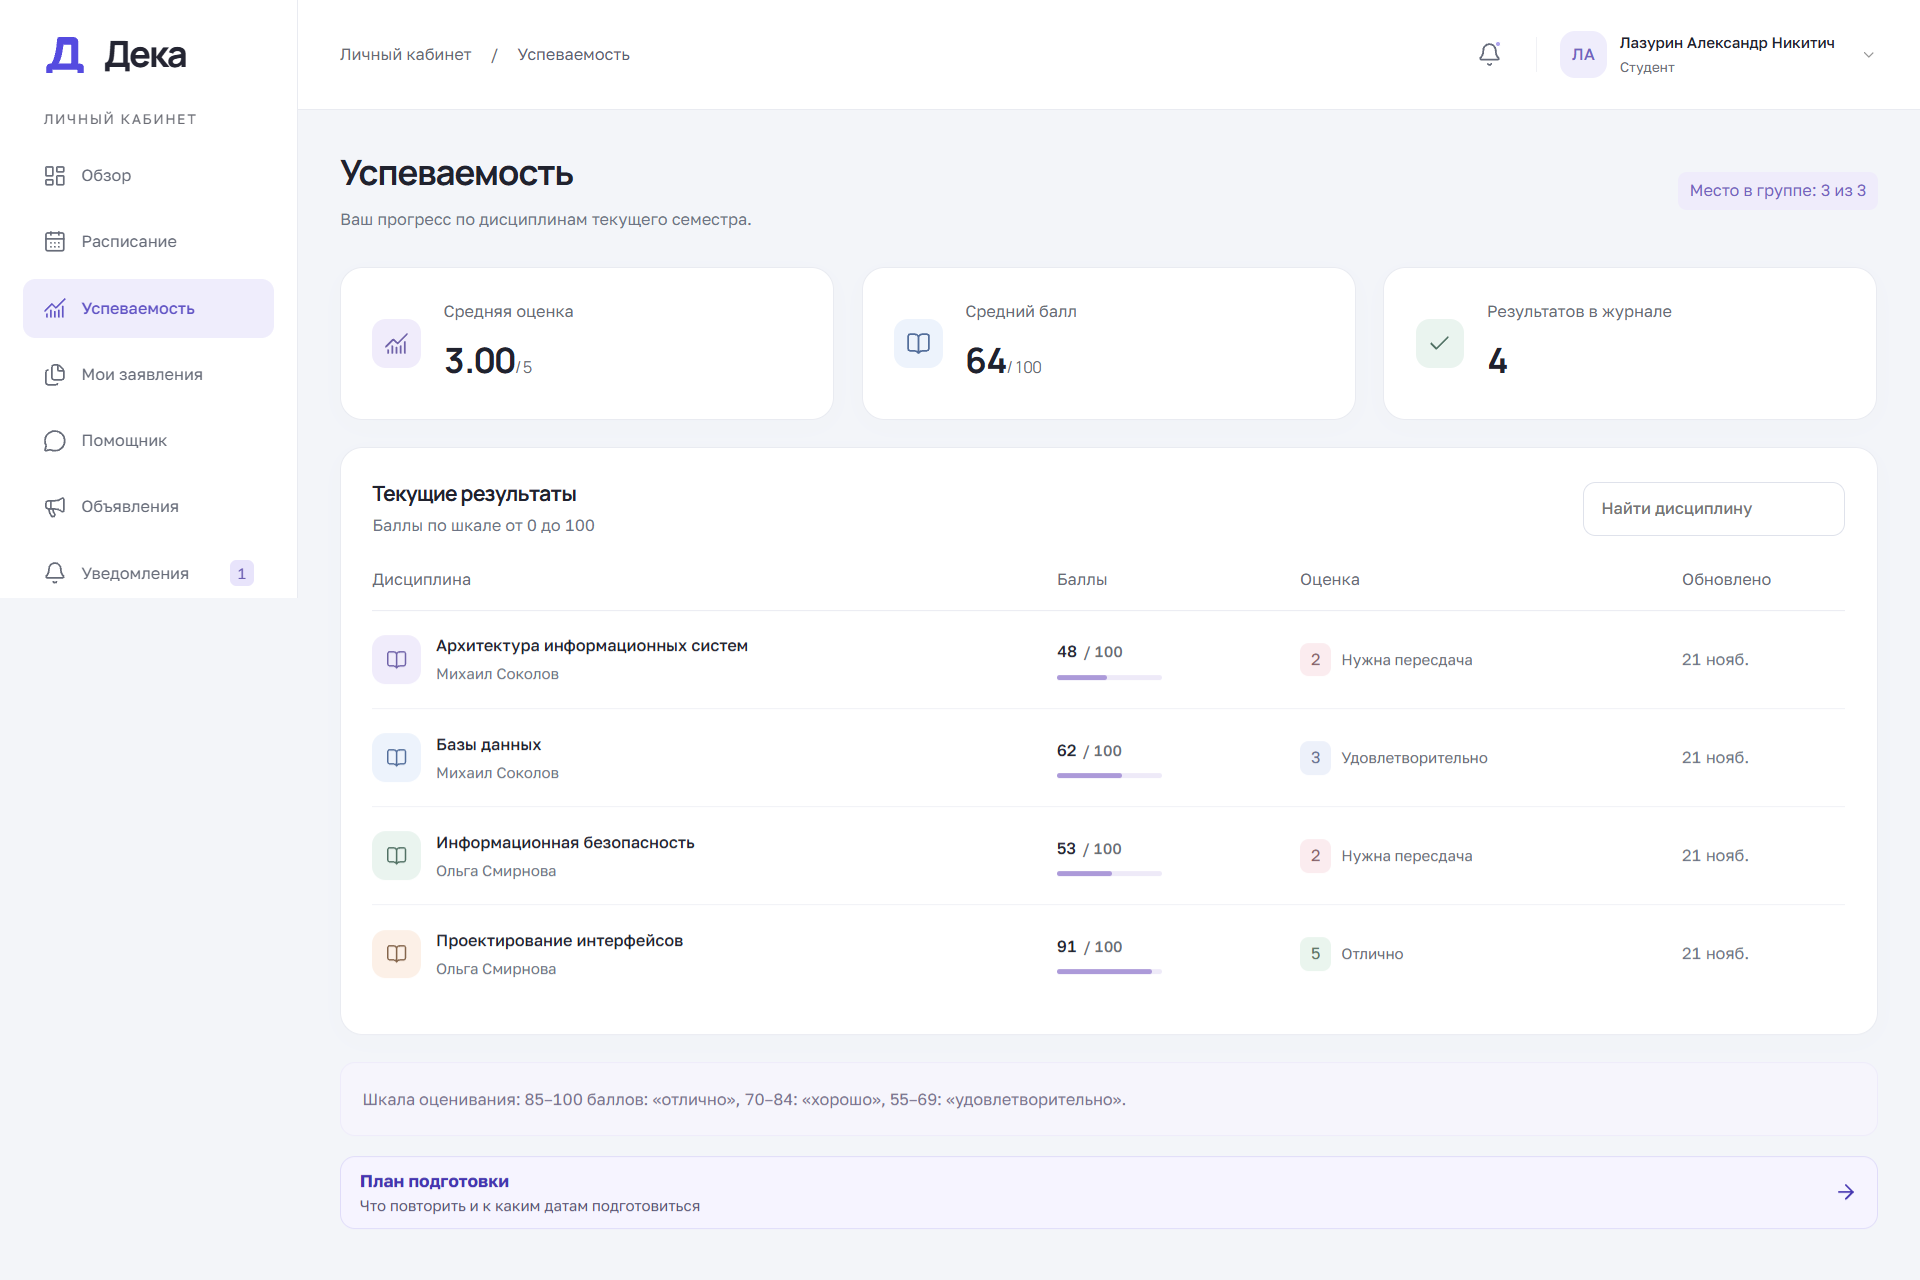 Д Дека
ЛИЧНЫЙ КАБИНЕТ
Обзор
Расписание
Успеваемость
Мои заявления
Помощник
Объявления
Уведомления 1
Личный кабинет / Успеваемость
ЛА
Лазурин Александр Никитич
Студент
Успеваемость
Ваш прогресс по дисциплинам текущего семестра.
Место в группе: 3 из 3
Средняя оценка
3.00/ 5
Средний балл
64/ 100
Результатов в журнале
4
Текущие результаты
Баллы по шкале от 0 до 100
Найти дисциплину
Дисциплина Баллы Оценка Обновлено
Архитектура информационных систем
Михаил Соколов
48 / 100
2 Нужна пересдача
21 нояб.
Базы данных
Михаил Соколов
62 / 100
3 Удовлетворительно
21 нояб.
Информационная безопасность
Ольга Смирнова
53 / 100
2 Нужна пересдача
21 нояб.
Проектирование интерфейсов
Ольга Смирнова
91 / 100
5 Отлично
21 нояб.
Шкала оценивания: 85–100 баллов: «отлично», 70–84: «хорошо», 55–69: «удовлетворительно».
План подготовки
Что повторить и к каким датам подготовиться